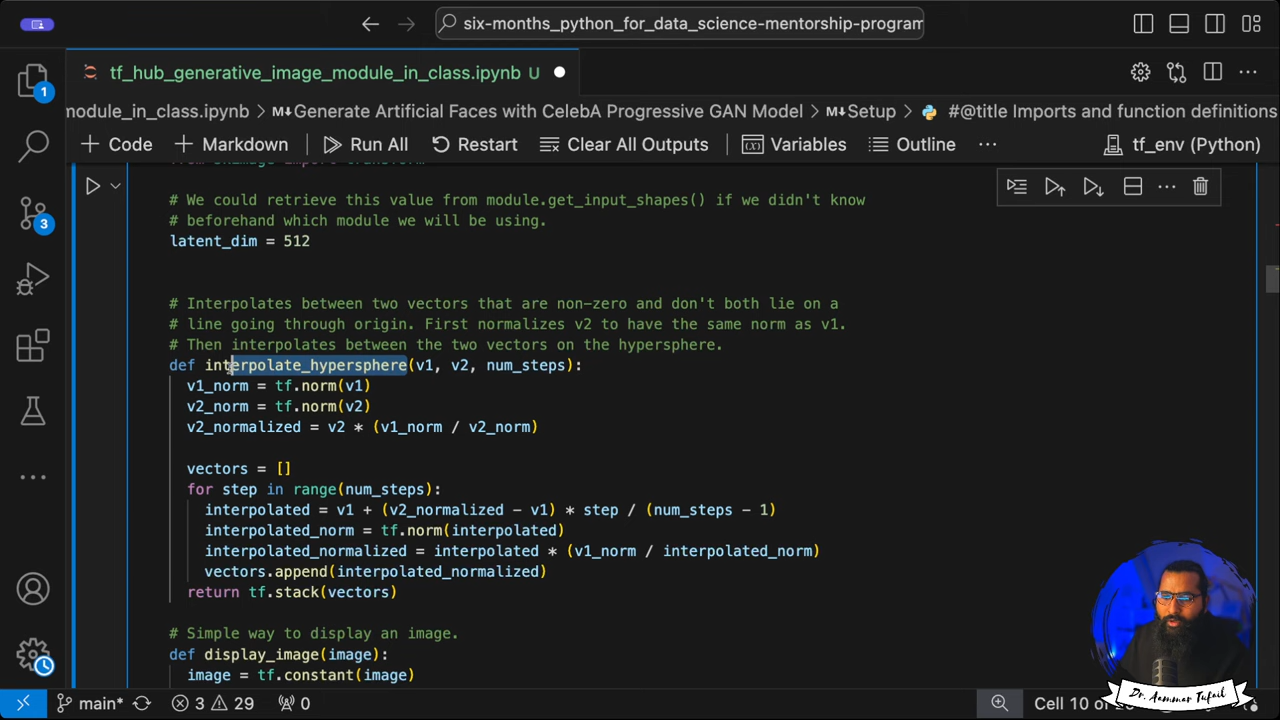 six-months_python_for_data_science-mentorship-program
tf_hub_generative_image_module_in_class.ipynb U
module_in_class.ipynb > M↓Generate Artificial Faces with CelebA Progressive GAN Model > M↓Setup > #@title Imports and function definitions
+ Code + Markdown Run All Restart Clear All Outputs Variables Outline ... tf_env (Python)
# We could retrieve this value from module.get_input_shapes() if we didn't know
# beforehand which module we will be using.
latent_dim = 512
# Interpolates between two vectors that are non-zero and don't both lie on a
# line going through origin. First normalizes v2 to have the same norm as v1.
# Then interpolates between the two vectors on the hypersphere.
def interpolate_hypersphere(v1, v2, num_steps):
v1_norm = tf.norm(v1)
v2_norm = tf.norm(v2)
v2_normalized = v2 * (v1_norm / v2_norm)
vectors = []
for step in range(num_steps):
interpolated = v1 + (v2_normalized - v1) * step / (num_steps - 1)
interpolated_norm = tf.norm(interpolated)
interpolated_normalized = interpolated * (v1_norm / interpolated_norm)
vectors.append(interpolated_normalized)
return tf.stack(vectors)
# Simple way to display an image.
def display_image(image):
image = tf.constant(image)
1
3
Dr. Aammar Tufail
main* 3 29 0 Cell 10 of